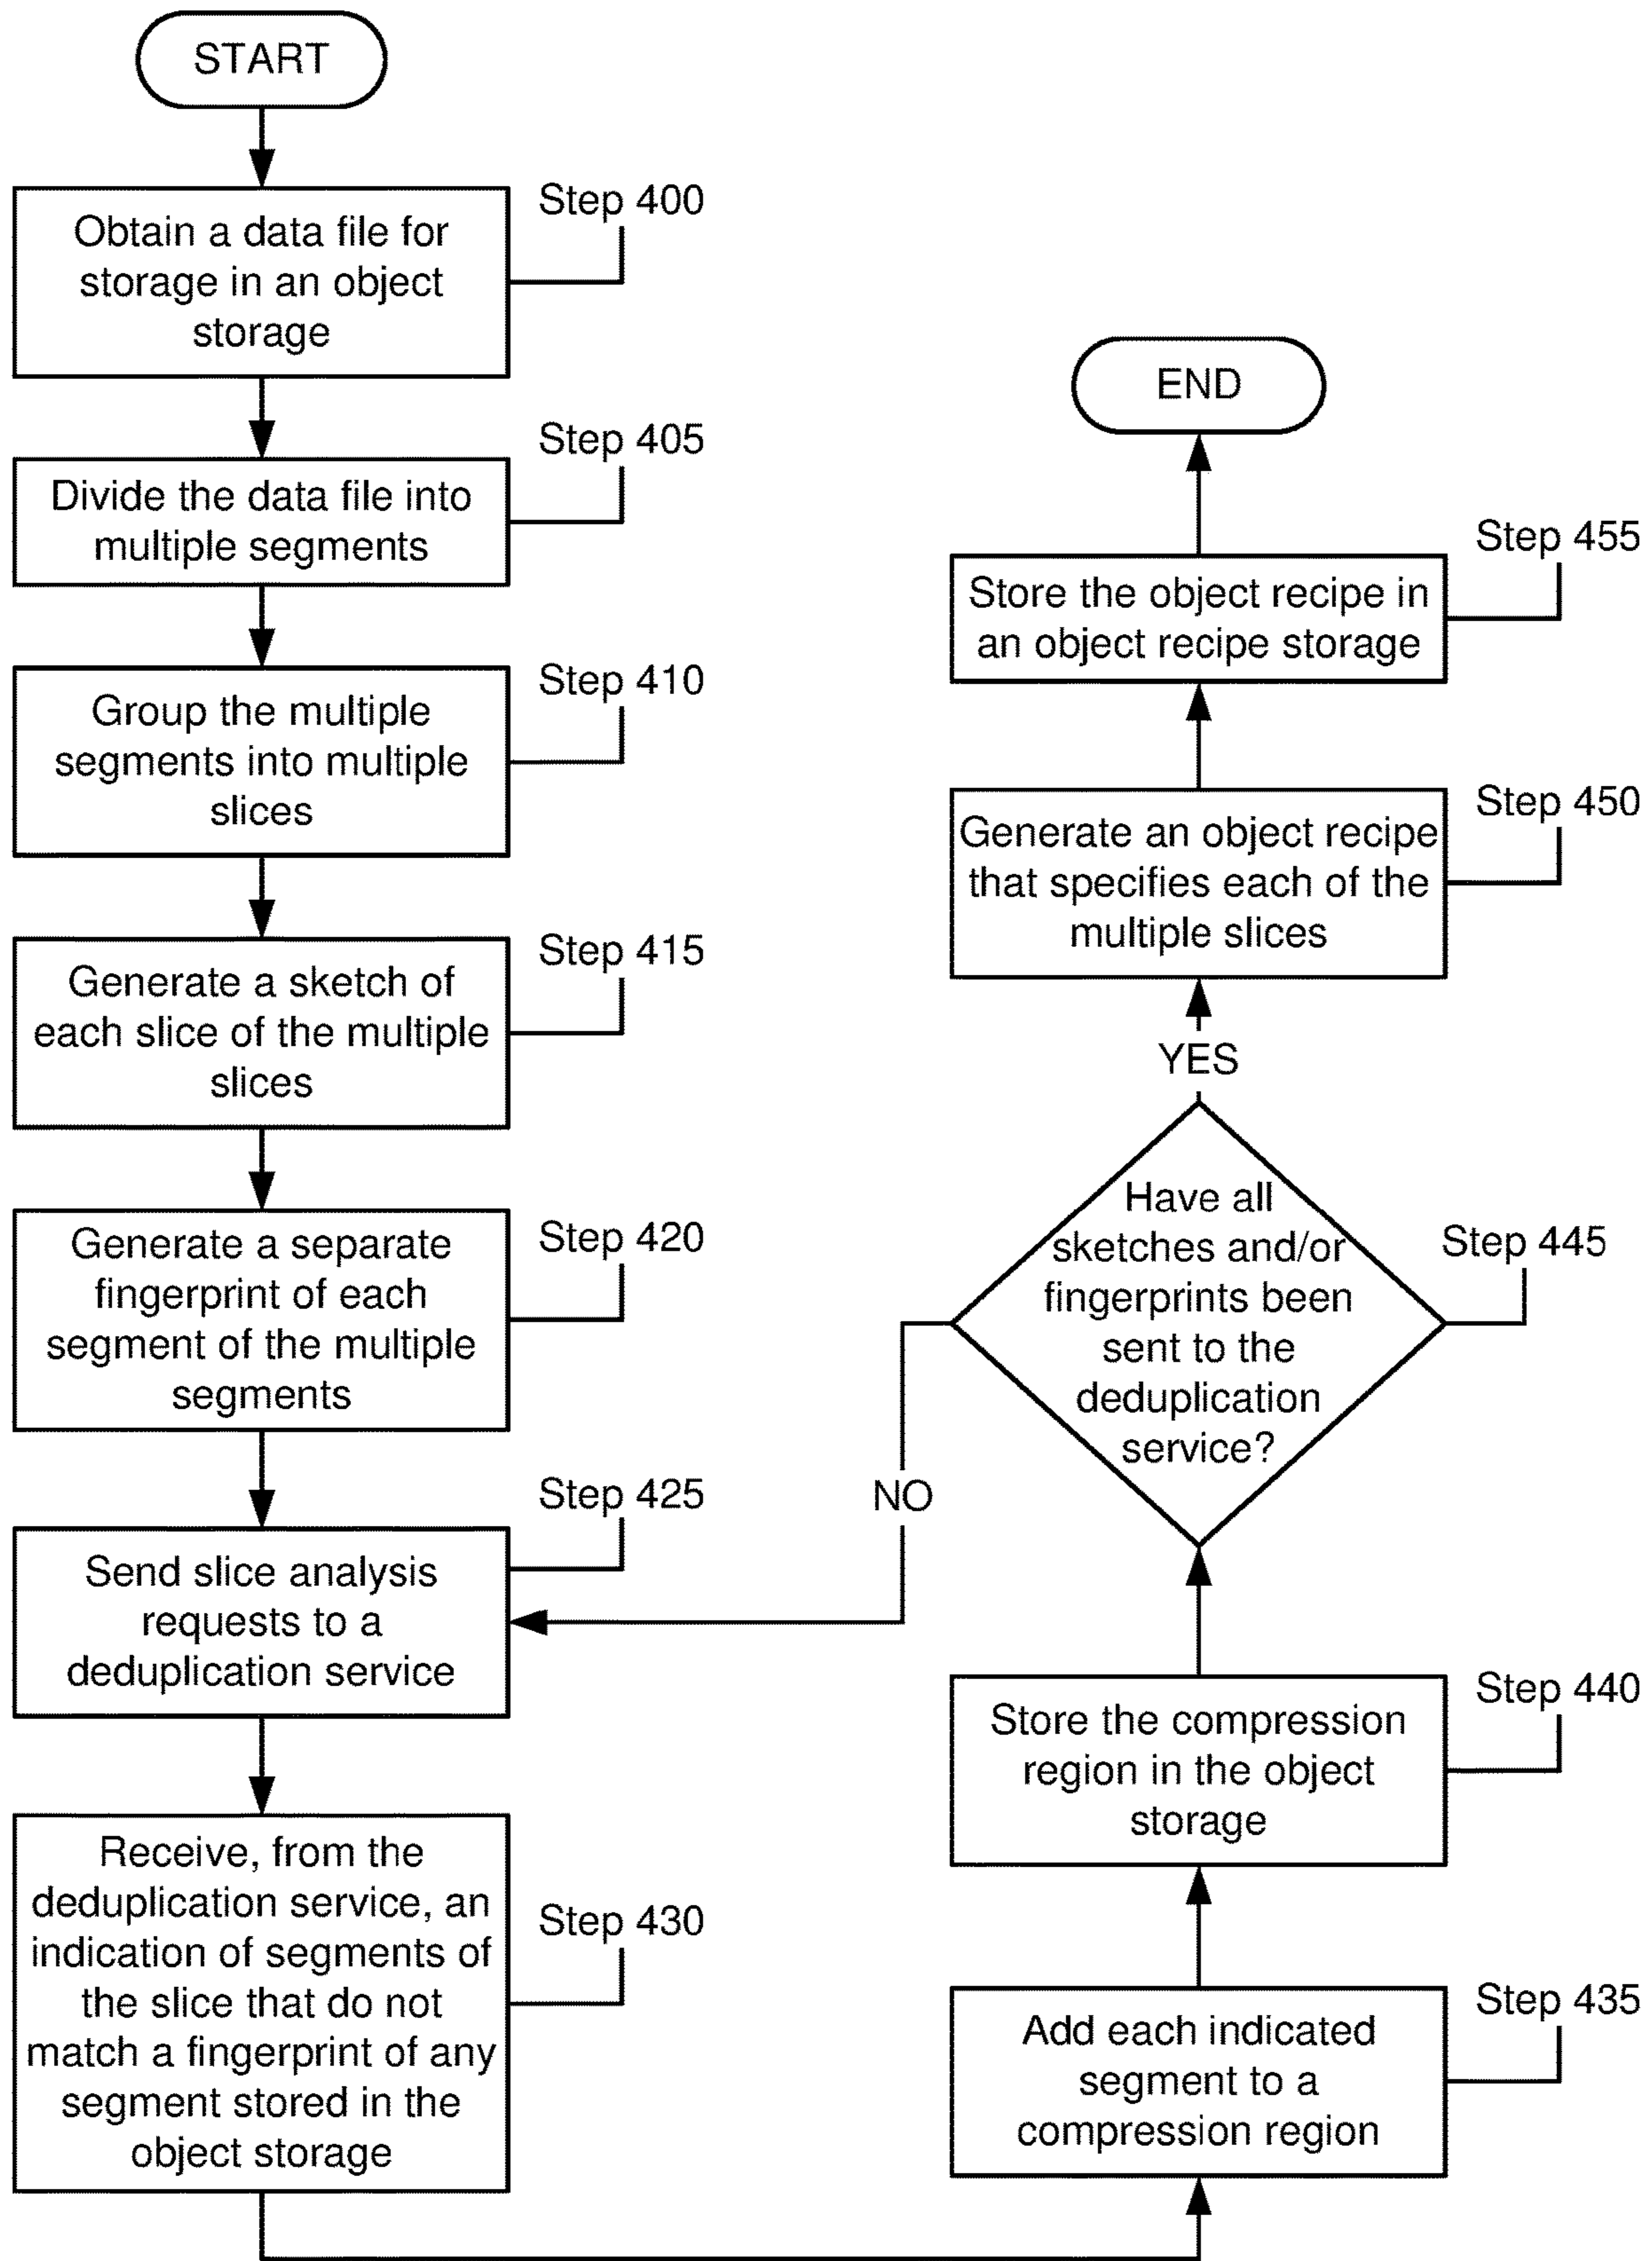 START
Step 400
Obtain a data file for
storage in an object
storage
Step 405
Divide the data file into
multiple segments
Step 410
Group the multiple
segments into multiple
slices
Step 415
Generate a sketch of
each slice of the multiple
slices
Step 420
Generate a separate
fingerprint of each
segment of the multiple
segments
Step 425
Send slice analysis
requests to a
deduplication service
Step 430
Receive, from the
deduplication service, an
indication of segments of
the slice that do not
match a fingerprint of any
segment stored in the
object storage
Step 435
Add each indicated
segment to a
compression region
Step 440
Store the compression
region in the object
storage
Step 445
Have all
sketches and/or
fingerprints been
sent to the
deduplication
service?
NO
YES
Step 450
Generate an object recipe
that specifies each of the
multiple slices
Step 455
Store the object recipe in
an object recipe storage
END